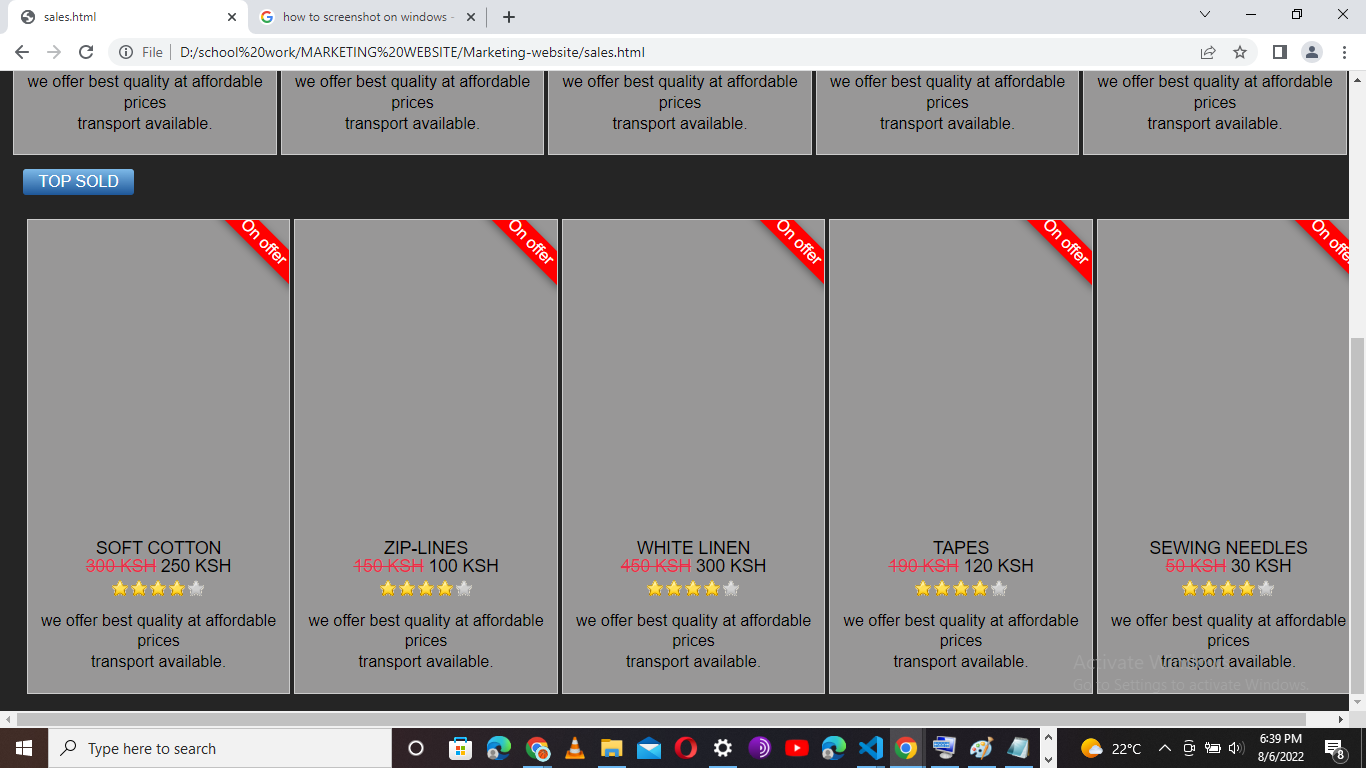 sales.html
how to screenshot on windows -
File
D:/school%20work/MARKETING%20WEBSITE/Marketing-website/sales.html
we offer best quality at affordable prices
transport available.
we offer best quality at affordable prices
transport available.
we offer best quality at affordable prices
transport available.
we offer best quality at affordable prices
transport available.
we offer best quality at affordable prices
transport available.
TOP SOLD
On offer
SOFT COTTON
300 KSH 250 KSH
we offer best quality at affordable
prices
transport available.
On offer
ZIP-LINES
150 KSH 100 KSH
we offer best quality at affordable
prices
transport available.
On offer
WHITE LINEN
450 KSH 300 KSH
we offer best quality at affordable
prices
transport available.
On offer
TAPES
190 KSH 120 KSH
we offer best quality at affordable
prices
transport available.
On offer
SEWING NEEDLES
50 KSH 30 KSH
we offer best quality at affordable
prices
transport available.
Activate Windows
Go to Settings to activate Windows.
Type here to search
22°C
6:39 PM
8/6/2022
8